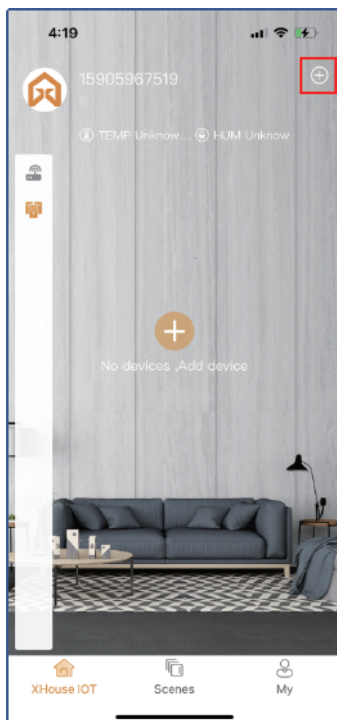 4:19
15905967519
TEMP Unknow... HUM Unknow
No devices ,Add device
XHouse IOT Scenes My